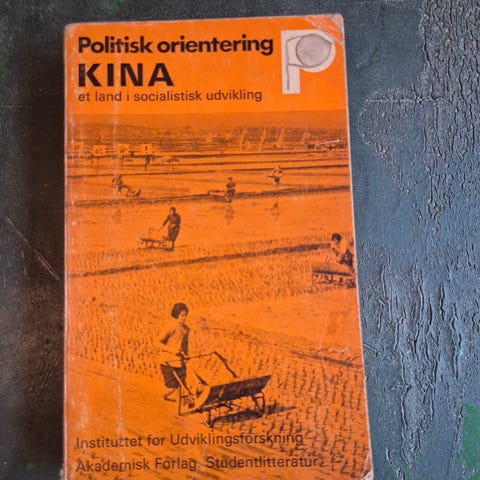 Politisk orientering
KINA
et land i socialistisk udvikling
P
Instituttet for Udviklingsforskning
Akademisk Forlag Studentlitteratur